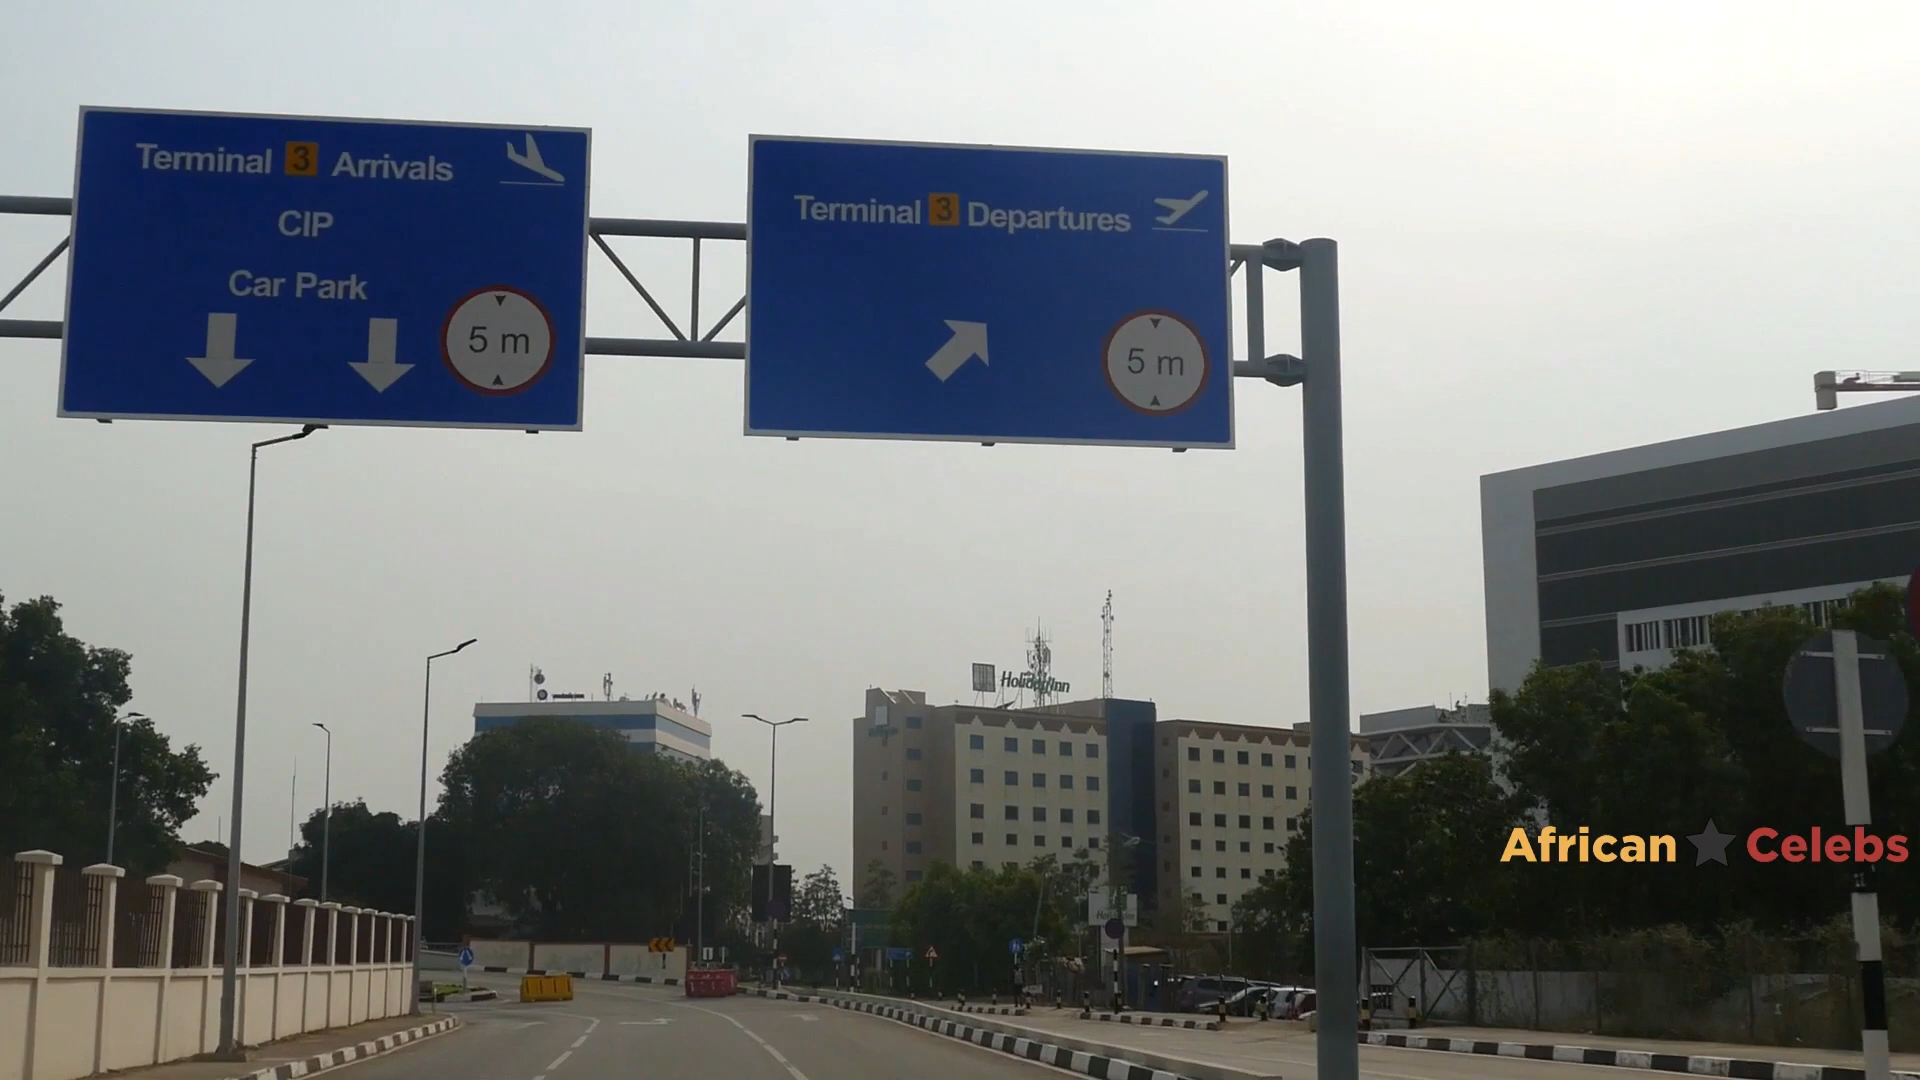 Terminal 3 Arrivals
CIP
Car Park
5 m
Terminal 3 Departures
5 m
Holiday Inn
African Celebs